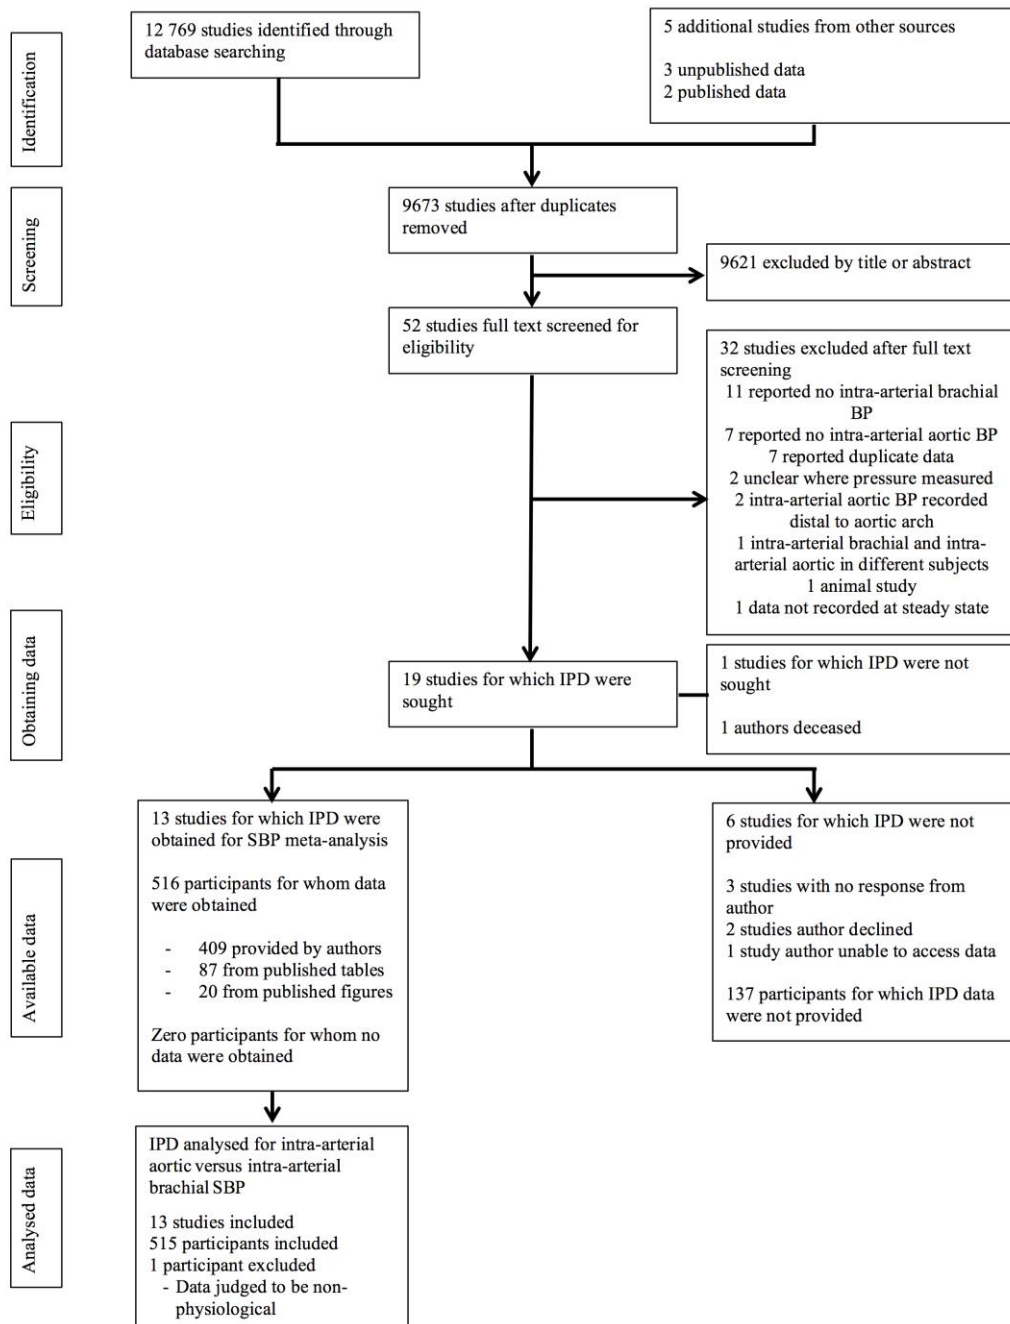 Identification
12 769 studies identified through
database searching
5 additional studies from other sources
3 unpublished data
2 published data
Screening
9673 studies after duplicates
removed
9621 excluded by title or abstract
52 studies full text screened for
eligibility
Eligibility
32 studies excluded after full text
screening
11 reported no intra-arterial brachial
BP
7 reported no intra-arterial aortic BP
7 reported duplicate data
2 unclear where pressure measured
2 intra-arterial aortic BP recorded
distal to aortic arch
1 intra-arterial brachial and intra-
arterial aortic in different subjects
1 animal study
1 data not recorded at steady state
Obtaining data
19 studies for which IPD were
sought
1 studies for which IPD were not
sought
1 authors deceased
Available data
13 studies for which IPD were
obtained for SBP meta-analysis
516 participants for whom data
were obtained
- 409 provided by authors
- 87 from published tables
- 20 from published figures
Zero participants for whom no
data were obtained
6 studies for which IPD were not
provided
3 studies with no response from
author
2 studies author declined
1 study author unable to access data
137 participants for which IPD data
were not provided
Analysed data
IPD analysed for intra-arterial
aortic versus intra-arterial
brachial SBP
13 studies included
515 participants included
1 participant excluded
- Data judged to be non-
physiological